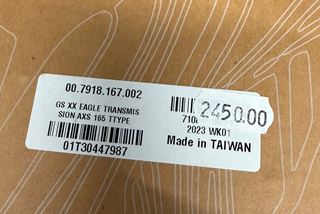 00.7918.167.002
GS XX EAGLE TRANSMIS
SION AXS 165 TTYPE
01T30447987
2450.00
2023 WK01
Made in TAIWAN